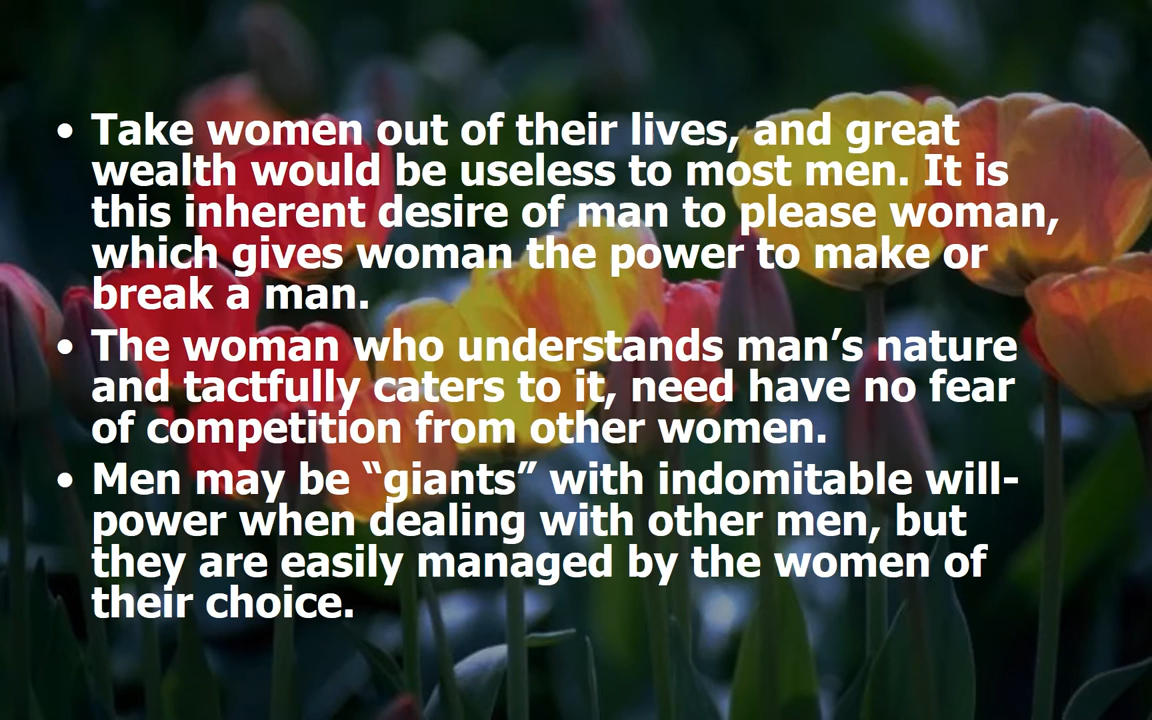 • Take women out of their lives, and great
wealth would be useless to most men. It is
this inherent desire of man to please woman,
which gives woman the power to make or
break a man.
• The woman who understands man’s nature
and tactfully caters to it, need have no fear
of competition from other women.
• Men may be “giants” with indomitable will-
power when dealing with other men, but
they are easily managed by the women of
their choice.